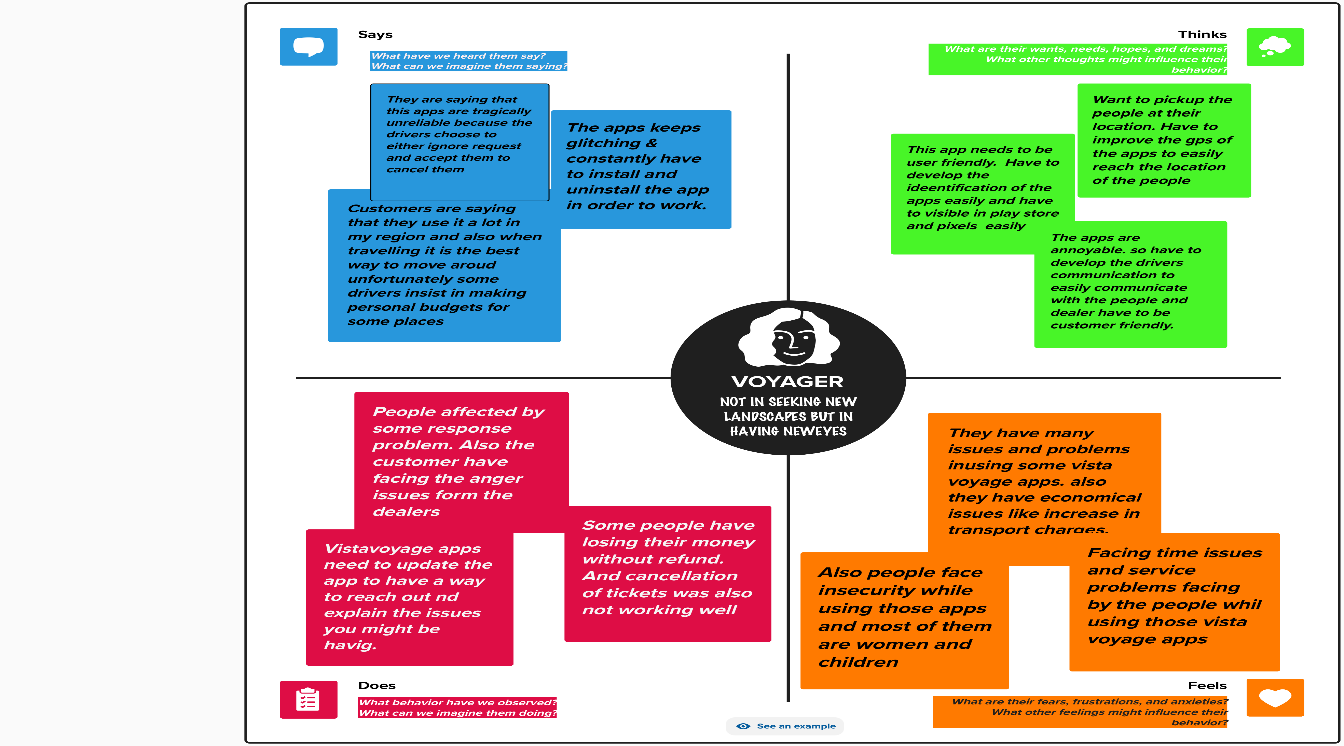 Says
What have we heard them say?
What can we imagine them saying?
They are saying that
this apps are tragically
unreliable because the
drivers choose to
either ignore request
and accept them to
cancel them
The apps keeps
glitching &
constantly have
to install and
uninstall the app
in order to work.
Customers are saying
that they use it a lot in
my region and also when
travelling it is the best
way to move aroud
unfortunately some
drivers insist in making
personal budgets for
some places
Thinks
What are their wants, needs, hopes, and dreams?
What other thoughts might influence their
behavior?
Want to pickup the
people at their
location. Have to
improve the gps of
the apps to easily
reach the location
of the people
This app needs to be
user friendly.  Have to
develop the
ideentification of the
apps easily and have
to visible in play store
and pixels  easily
The apps are
annoyable. so have to
develop the drivers
communication to
easily communicate
with the people and
dealer have to be
customer friendly.
VOYAGER
NOT IN SEEKING NEW
LANDSCAPES BUT IN
HAVING NEWEYES
People affected by
some response
problem. Also the
customer have
facing the anger
issues form the
dealers
Some people have
losing their money
without refund.
And cancellation
of tickets was also
not working well
Vistavoyage apps
need to update the
app to have a way
to reach out nd
explain the issues
you might be
havig.
Does
What behavior have we observed?
What can we imagine them doing?
They have many
issues and problems
inusing some vista
voyage apps. also
they have economical
issues like increase in
transport charges.
Facing time issues
and service
problems facing
by the people whil
using those vista
voyage apps
Also people face
insecurity while
using those apps
and most of them
are women and
children
Feels
What are their fears, frustrations, and anxieties?
What other feelings might influence their
behavior?
See an example